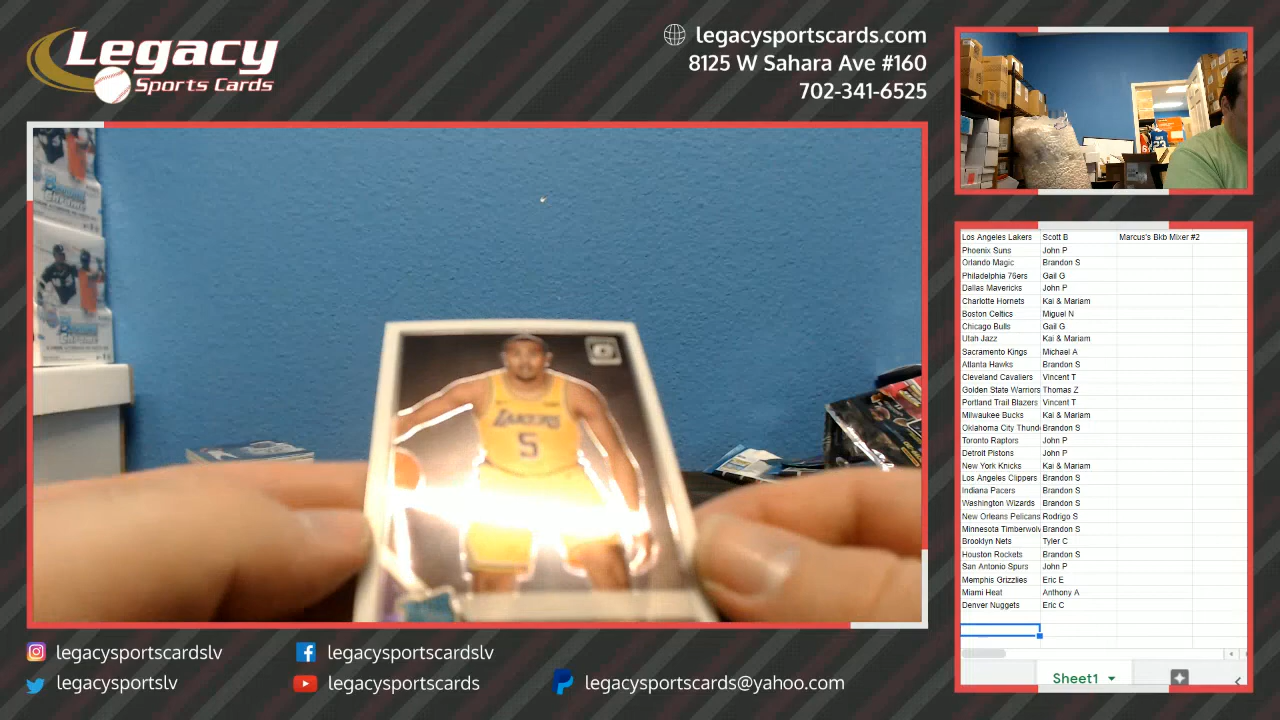 Legacy
Sports Cards
legacysportscards.com
8125 W Sahara Ave #160
702-341-6525
LAKERS
5
Los Angeles Lakers Scott B Marcus's Bkb Mixer #2
Phoenix Suns John P
Orlando Magic Brandon S
Philadelphia 76ers Gail G
Dallas Mavericks John P
Charlotte Hornets Kai & Mariam
Boston Celtics Miguel N
Chicago Bulls Gail G
Utah Jazz Kai & Mariam
Sacramento Kings Michael A
Atlanta Hawks Brandon S
Cleveland Cavaliers Vincent T
Golden State Warriors Thomas Z
Portland Trail Blazers Vincent T
Milwaukee Bucks Kai & Mariam
Oklahoma City Thund Brandon S
Toronto Raptors John P
Detroit Pistons John P
New York Knicks Kai & Mariam
Los Angeles Clippers Brandon S
Indiana Pacers Brandon S
Washington Wizards Brandon S
New Orleans Pelicans Rodrigo S
Minnesota Timberwolv Brandon S
Brooklyn Nets Tyler C
Houston Rockets Brandon S
San Antonio Spurs John P
Memphis Grizzlies Eric E
Miami Heat Anthony A
Denver Nuggets Eric C
Sheet1
legacysportscardslv
legacysportscardslv
legacysportslv
legacysportscards
legacysportscards@yahoo.com